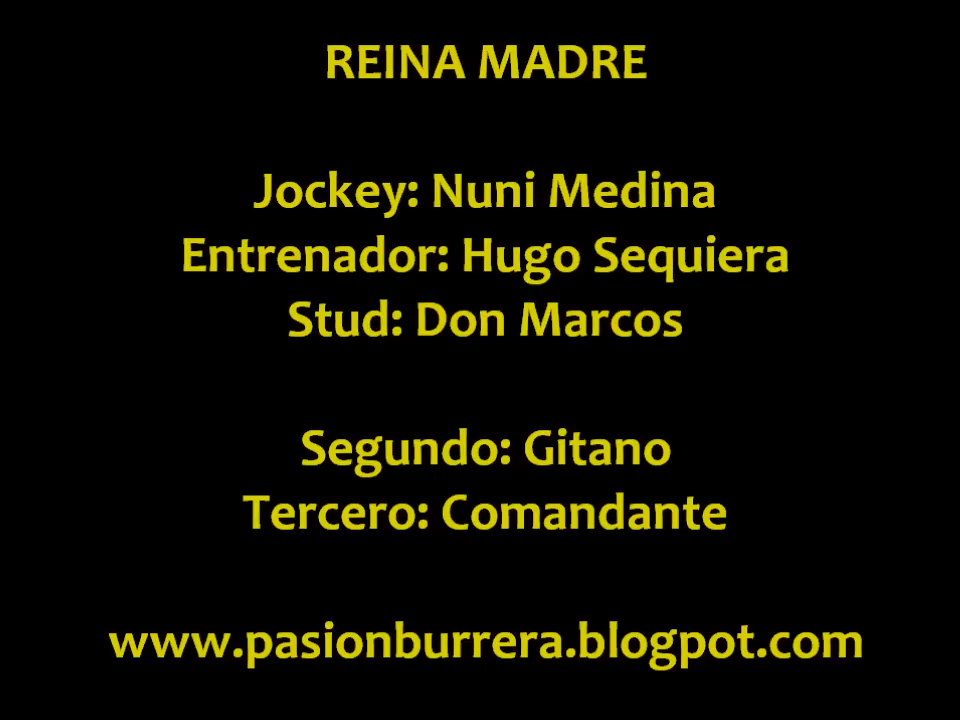 REINA MADRE
Jockey: Nuni Medina
Entrenador: Hugo Sequiera
Stud: Don Marcos
Segundo: Gitano
Tercero: Comandante
www.pasionburrera.blogpot.com